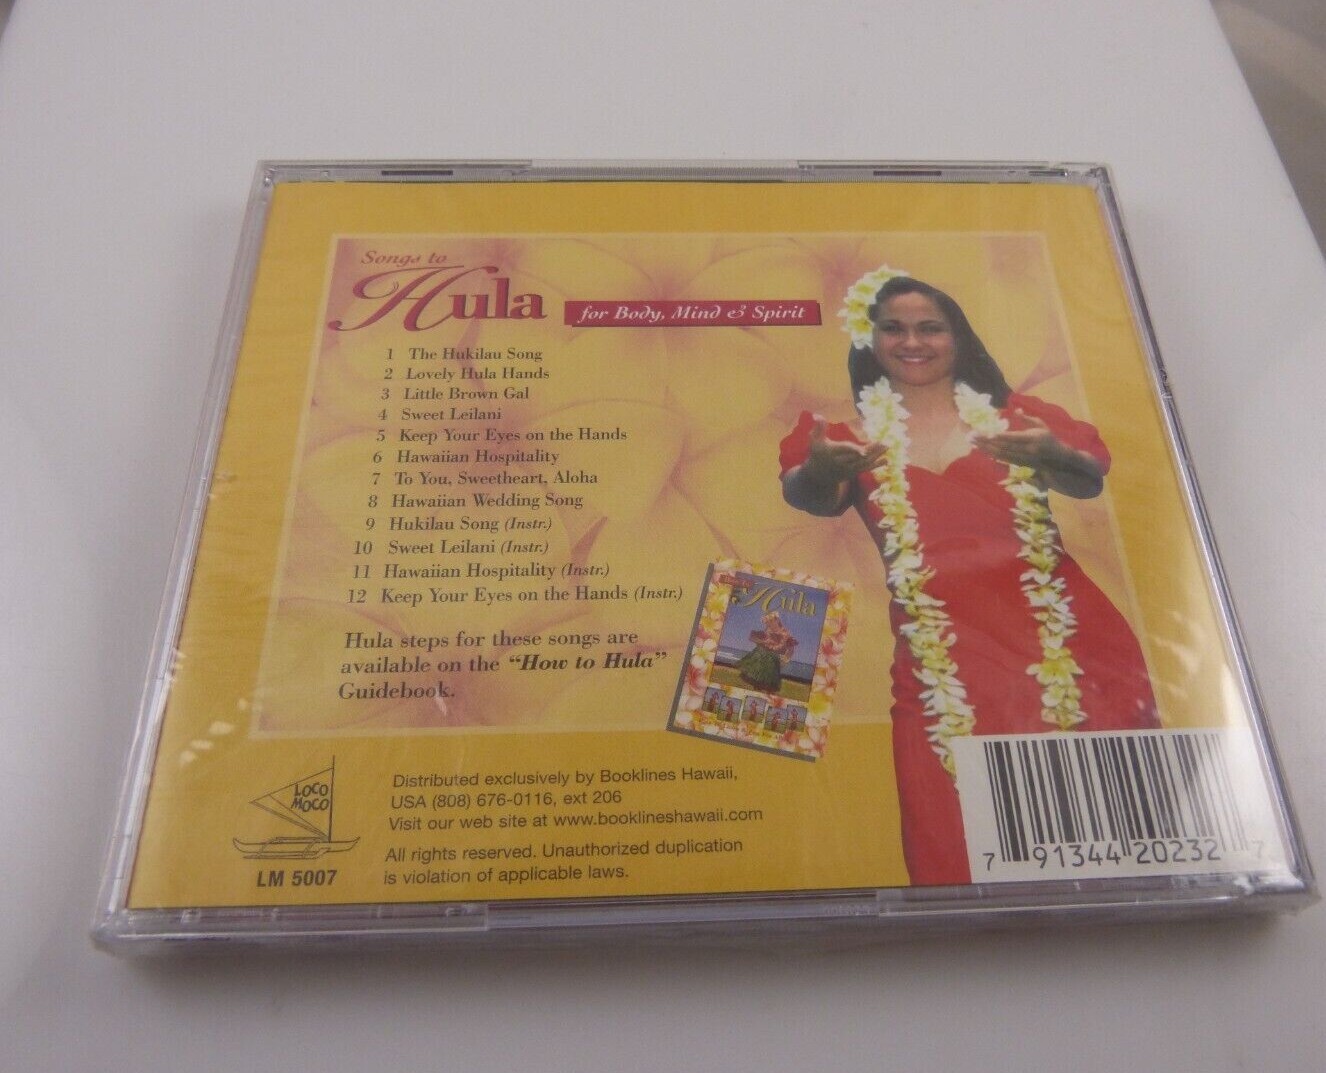 Songs to
Hula
for Body, Mind & Spirit
1 The Hukilau Song
2 Lovely Hula Hands
3 Little Brown Gal
4 Sweet Leilani
5 Keep Your Eyes on the Hands
6 Hawaiian Hospitality
7 To You, Sweetheart, Aloha
8 Hawaiian Wedding Song
9 Hukilau Song (Instr.)
10 Sweet Leilani (Instr.)
11 Hawaiian Hospitality (Instr.)
12 Keep Your Eyes on the Hands (Instr.)
Hula steps for these songs are
available on the "How to Hula"
Guidebook.
How to
Hula
LOCO
MOCO
LM 5007
Distributed exclusively by Booklines Hawaii,
USA (808) 676-0116, ext 206
Visit our web site at www.booklineshawaii.com
All rights reserved. Unauthorized duplication
is violation of applicable laws.
7 91344 20232 7